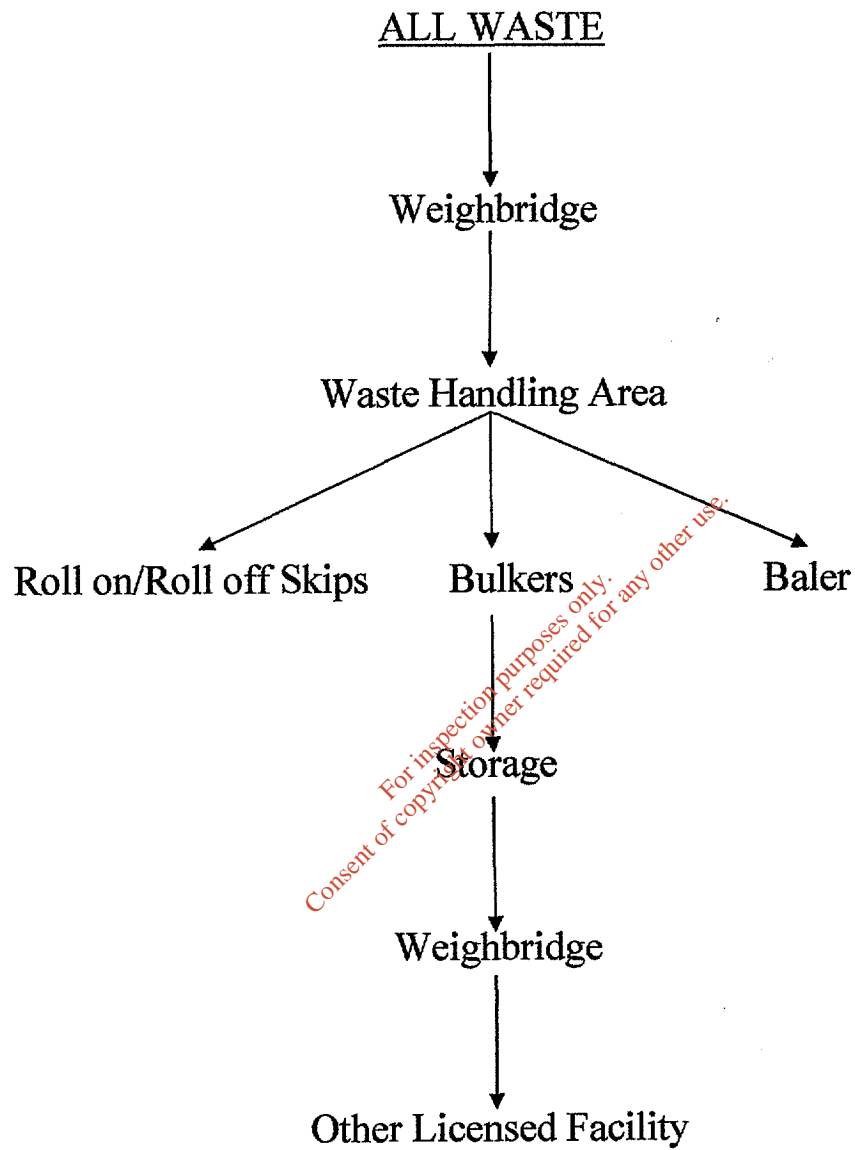 ALL WASTE
Weighbridge
Waste Handling Area
Roll on/Roll off Skips
Bulkers
Baler
Storage
Weighbridge
Other Licensed Facility
For inspection purposes only.
Consent of copyright owner required for any other use.